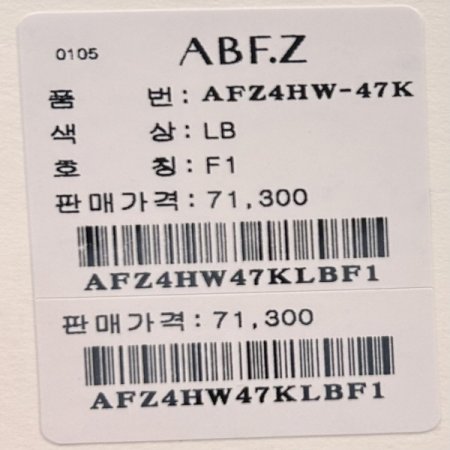 0105 ABF.Z
품 번 : AFZ4HW-47K
색 상 : LB
호 칭 : F1
판매가격 : 71,300
AFZ4HW47KLBF1
판매가격 : 71,300
AFZ4HW47KLBF1